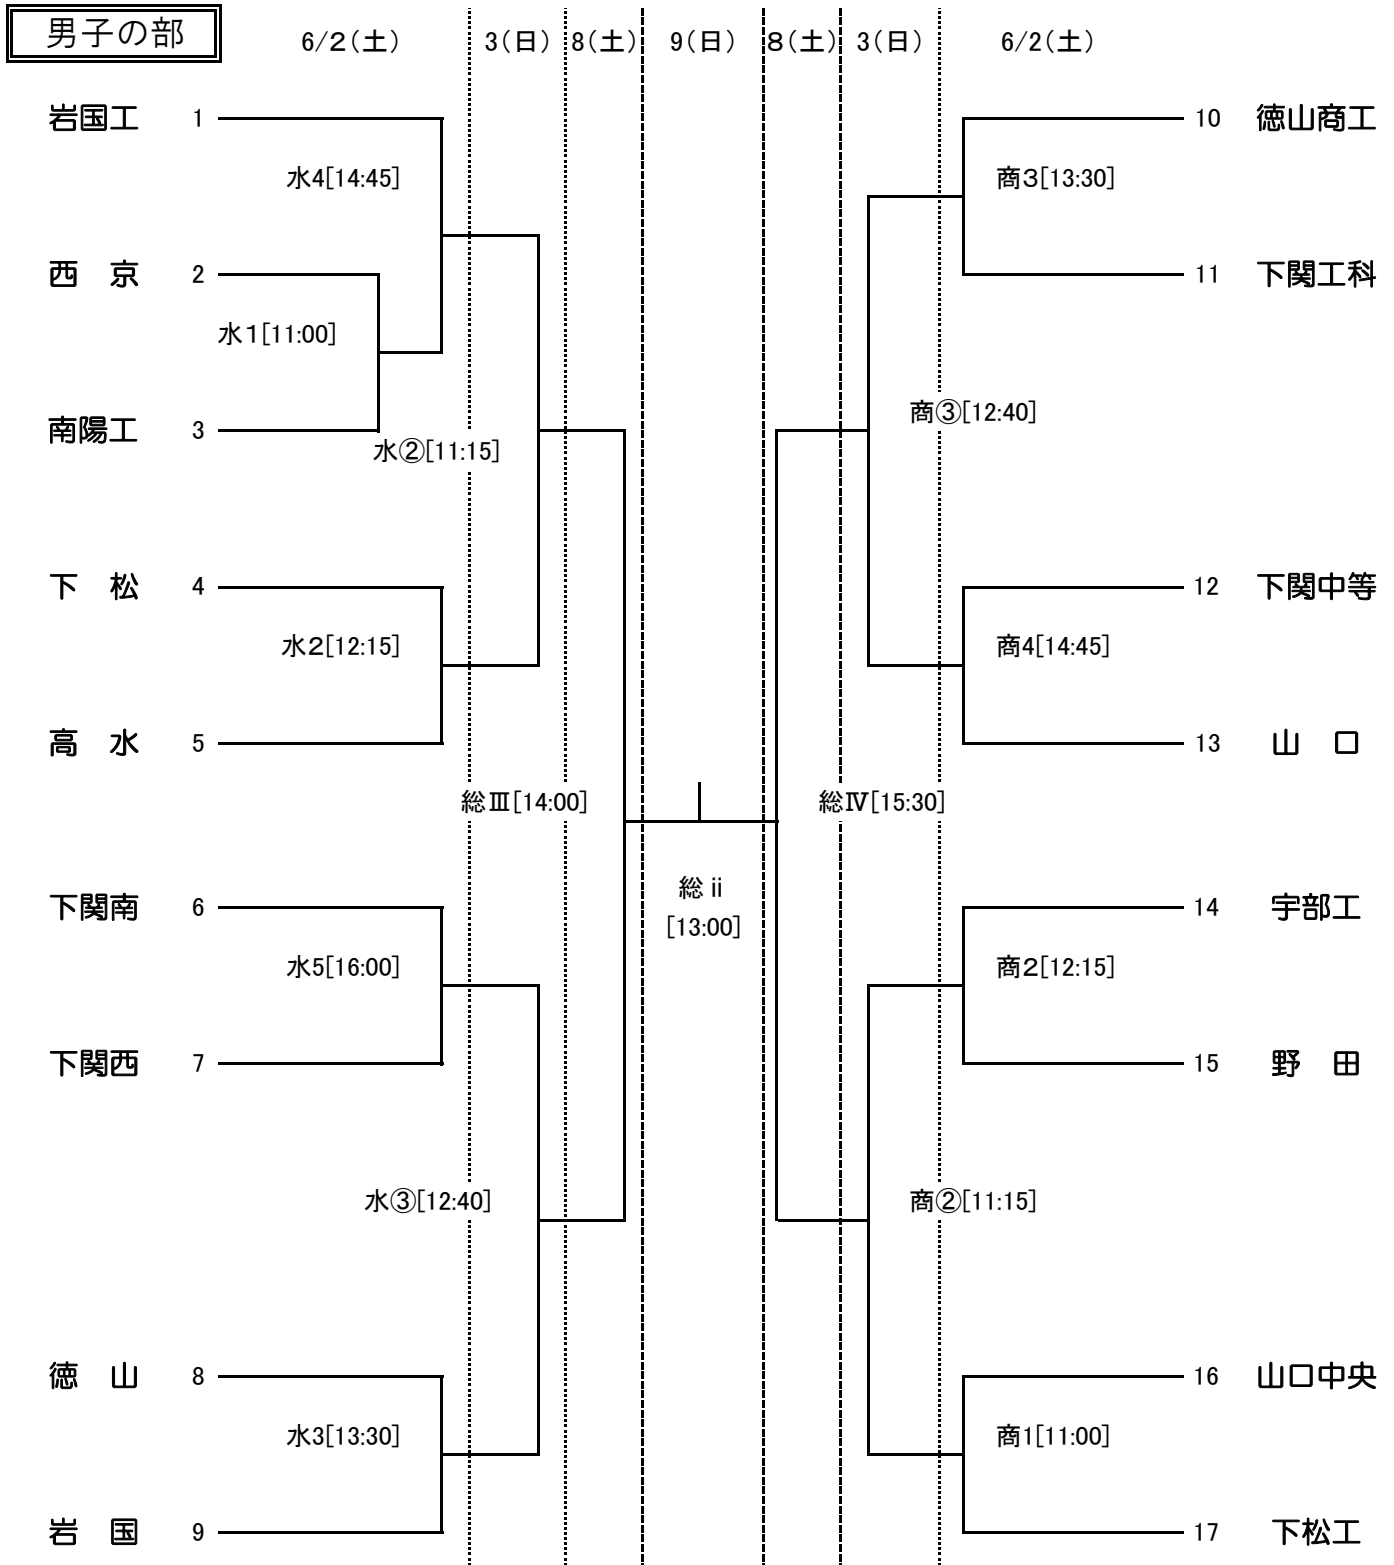 男子の部
6/2(土) 3(日) 8(土) 9(日) 8(土) 3(日) 6/2(土)
岩国工 1
水4[14:45]
西　京 2
水1[11:00]
南陽工 3
水②[11:15]
下　松 4
水2[12:15]
高　水 5
総Ⅲ[14:00]
下関南 6
水5[16:00]
下関西 7
水③[12:40]
徳　山 8
水3[13:30]
岩　国 9
総ⅱ
[13:00]
10 徳山商工
商3[13:30]
11 下関工科
商③[12:40]
12 下関中等
商4[14:45]
13 山　口
総Ⅳ[15:30]
14 宇部工
商2[12:15]
15 野　田
商②[11:15]
16 山口中央
商1[11:00]
17 下松工